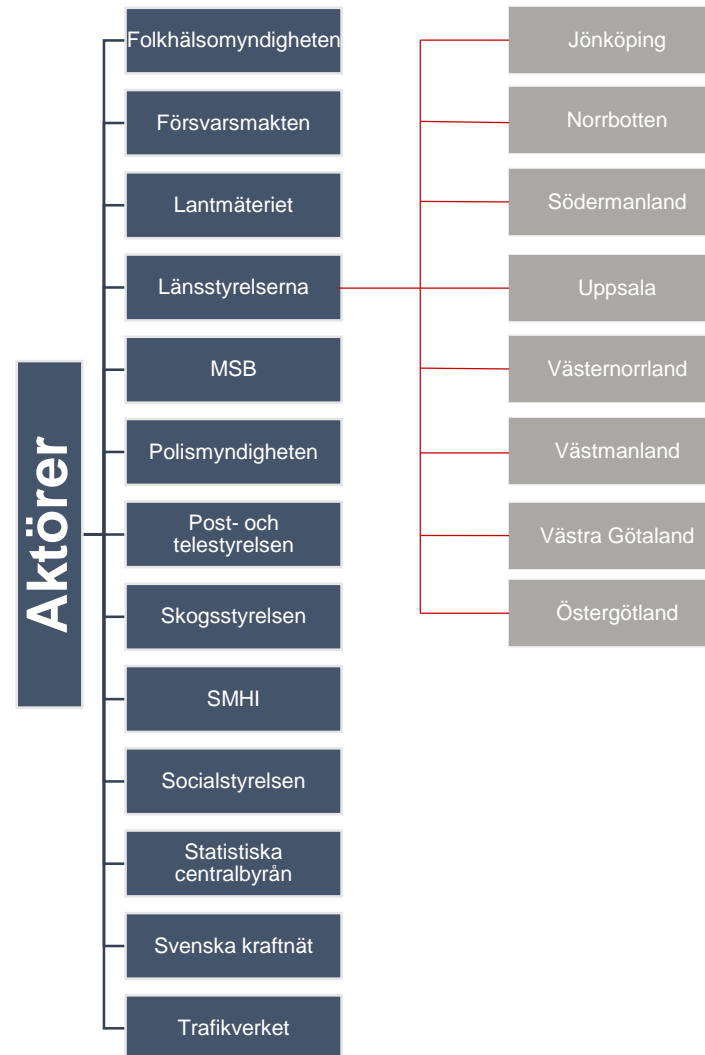 Aktörer
Folkhälsomyndigheten
Försvarsmakten
Lantmäteriet
Länsstyrelserna
MSB
Polismyndigheten
Post- och
telestyrelsen
Skogsstyrelsen
SMHI
Socialstyrelsen
Statistiska
centralbyrån
Svenska kraftnät
Trafikverket
Jönköping
Norrbotten
Södermanland
Uppsala
Västernorrland
Västmanland
Västra Götaland
Östergötland